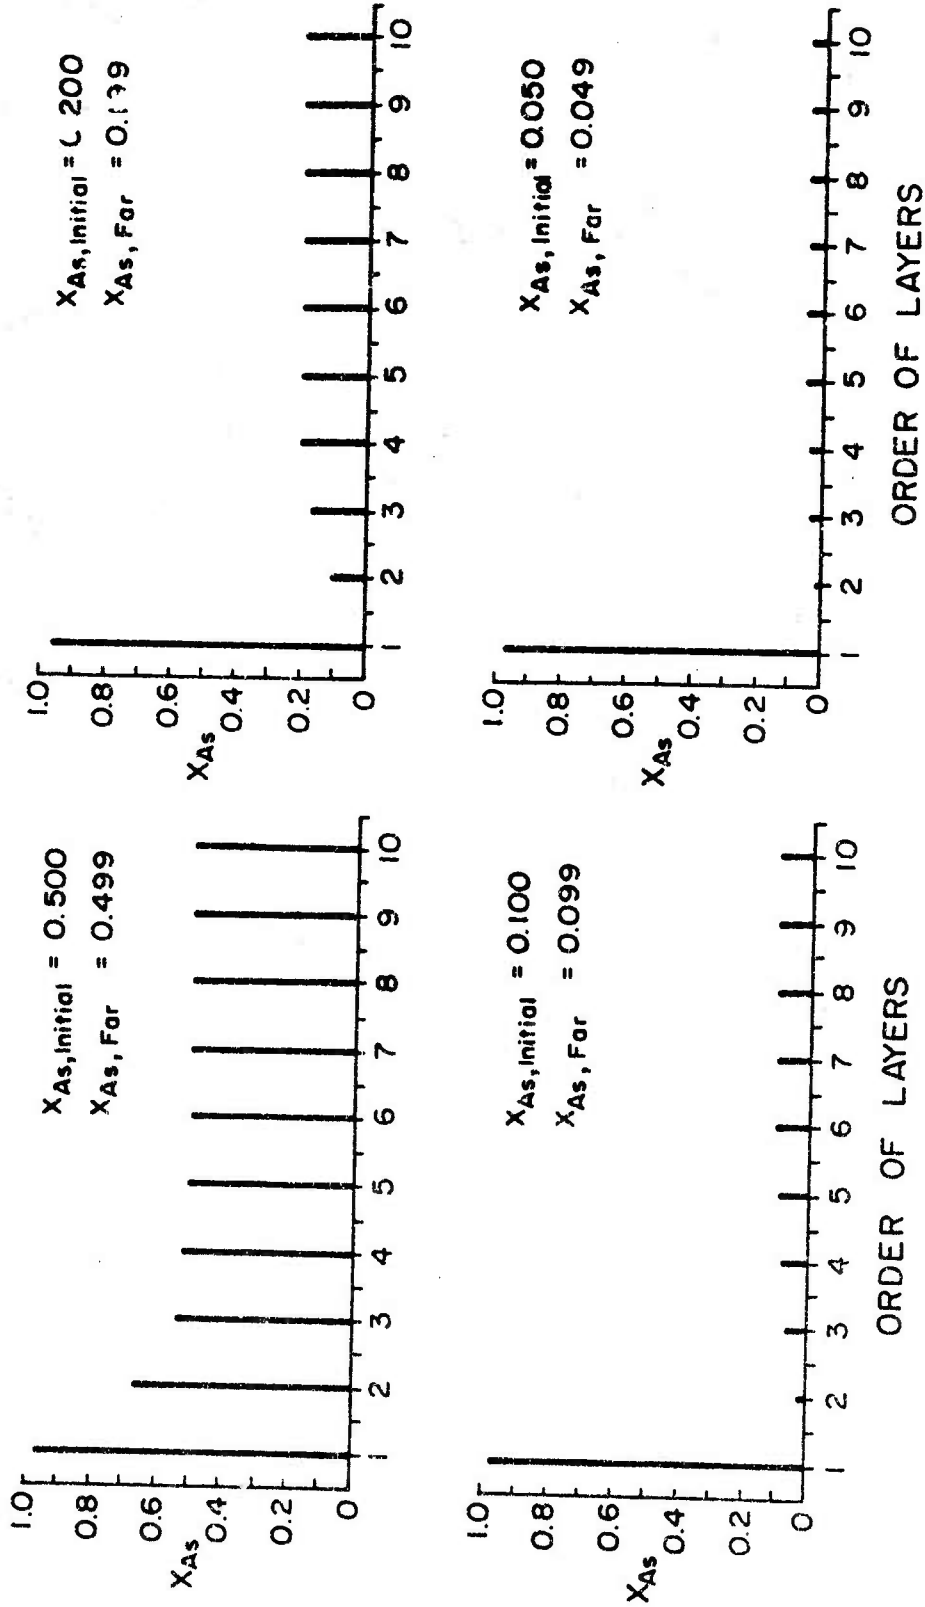 X_As,Initial = 0.500
X_As, Far = 0.499
1.0
0.8
0.6
0.4
0.2
0
X_As
1 2 3 4 5 6 7 8 9 10
X_As,Initial = 200
X_As, Far =
1.0
0.8
0.6
0.4
0.2
0
X_As
1 2 3 4 5 6 7 8 9 10
X_As,Initial = 0.100
X_As, Far = 0.099
1.0
0.8
0.6
0.4
0.2
0
X_As
1 2 3 4 5 6 7 8 9 10
ORDER OF LAYERS
X_As,Initial = 0.050
X_As, Far = 0.049
1.0
0.8
0.6
0.4
0.2
0
X_As
1 2 3 4 5 6 7 8 9 10
ORDER OF LAYERS